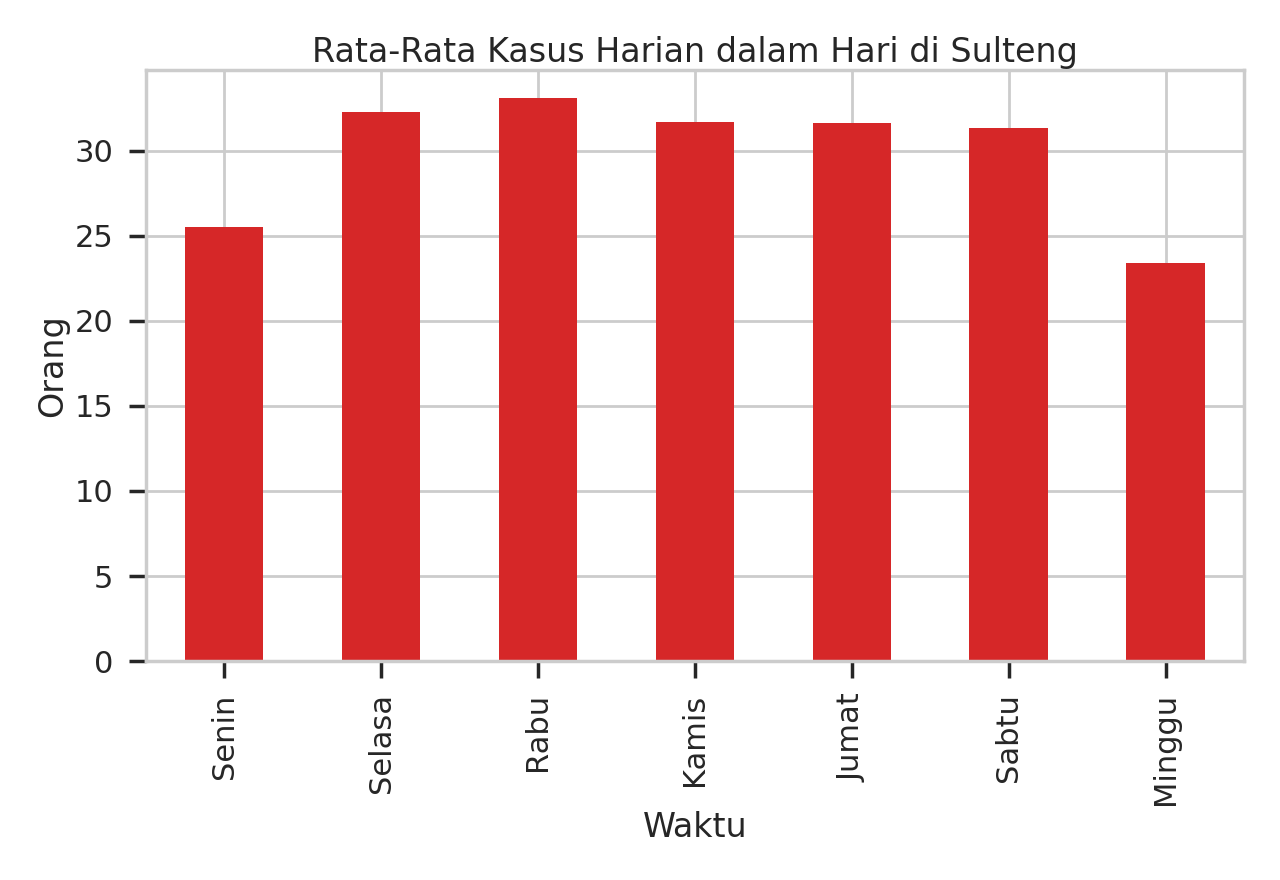 Rata-Rata Kasus Harian dalam Hari di Sulteng
Orang
30
25
20
15
10
5
0
Senin
Selasa
Rabu
Kamis
Jumat
Sabtu
Minggu
Waktu